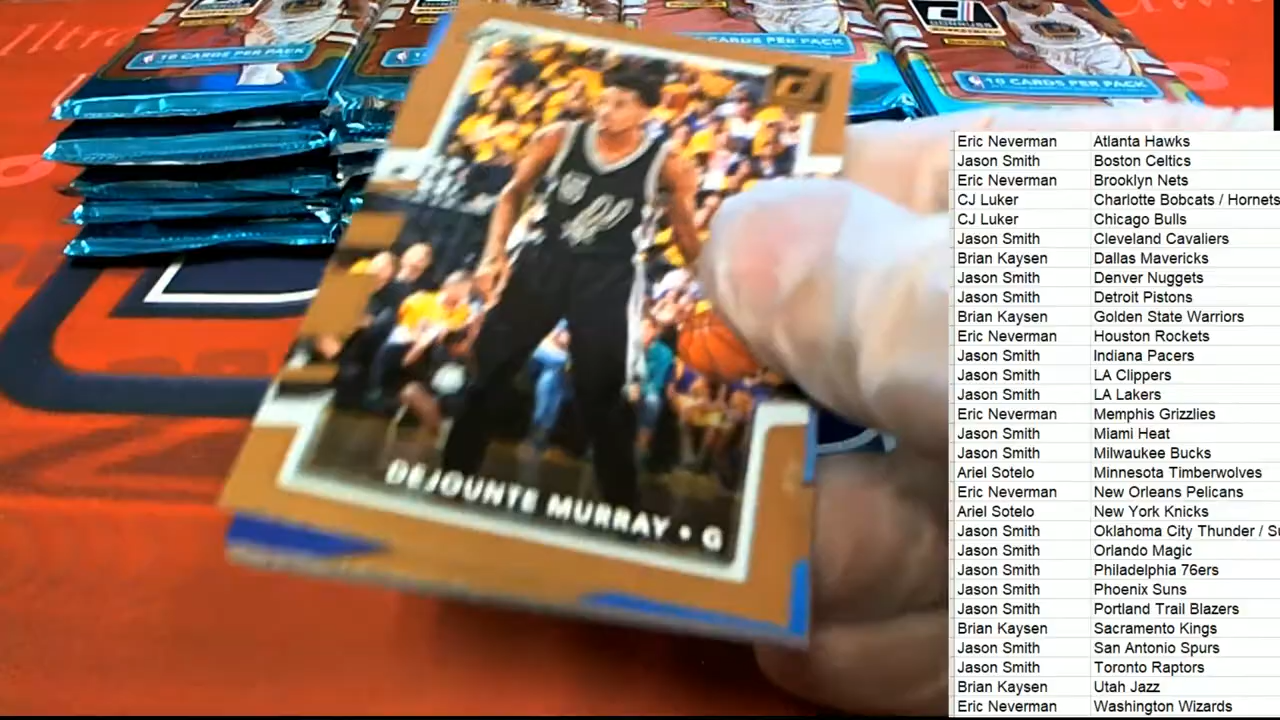 10 CARDS PER PACK
CARDS PER PACK
10 CARDS PER PACK
DEJOUNTE MURRAY • G
Eric Neverman Atlanta Hawks
Jason Smith Boston Celtics
Eric Neverman Brooklyn Nets
CJ Luker Charlotte Bobcats / Hornets
CJ Luker Chicago Bulls
Jason Smith Cleveland Cavaliers
Brian Kaysen Dallas Mavericks
Jason Smith Denver Nuggets
Jason Smith Detroit Pistons
Brian Kaysen Golden State Warriors
Eric Neverman Houston Rockets
Jason Smith Indiana Pacers
Jason Smith LA Clippers
Jason Smith LA Lakers
Eric Neverman Memphis Grizzlies
Jason Smith Miami Heat
Jason Smith Milwaukee Bucks
Ariel Sotelo Minnesota Timberwolves
Eric Neverman New Orleans Pelicans
Ariel Sotelo New York Knicks
Jason Smith Oklahoma City Thunder / S
Jason Smith Orlando Magic
Jason Smith Philadelphia 76ers
Jason Smith Phoenix Suns
Jason Smith Portland Trail Blazers
Brian Kaysen Sacramento Kings
Jason Smith San Antonio Spurs
Jason Smith Toronto Raptors
Brian Kaysen Utah Jazz
Eric Neverman Washington Wizards